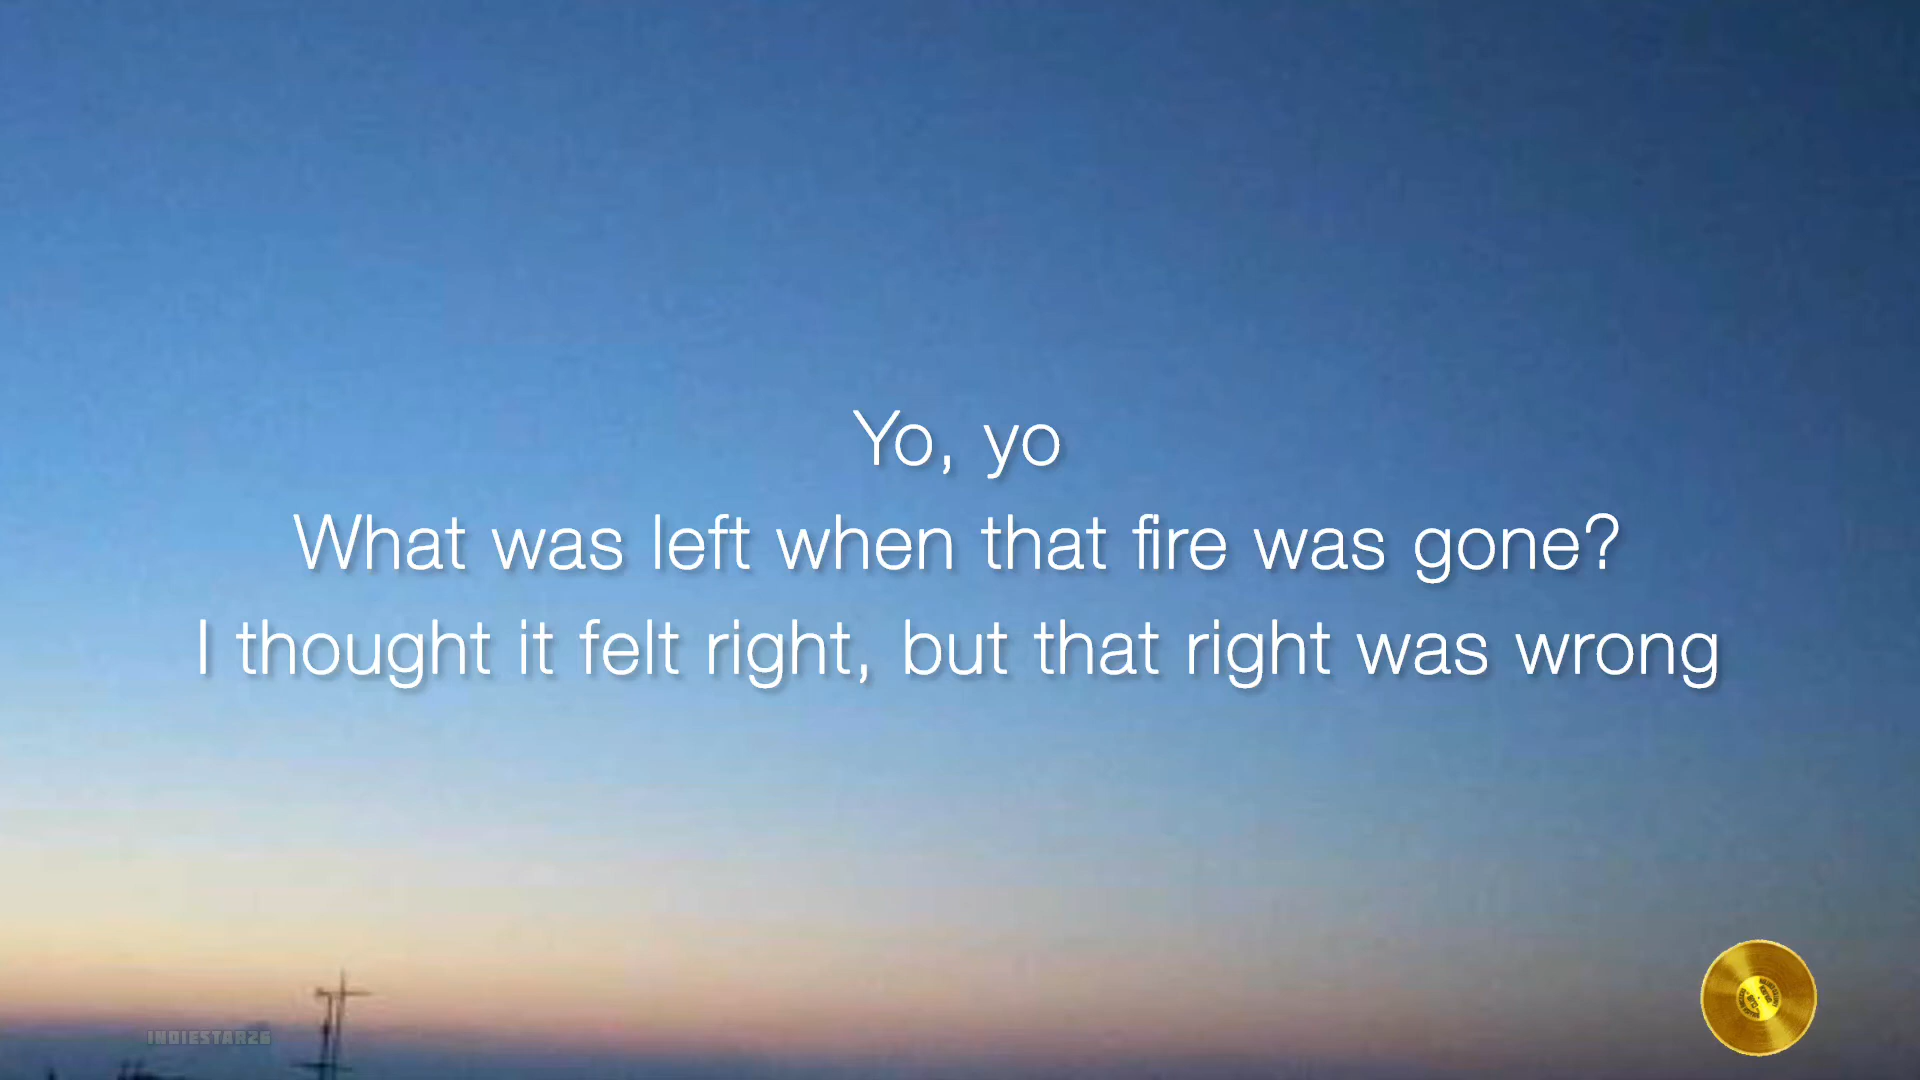 Yo, yo
What was left when that fire was gone?
I thought it felt right, but that right was wrong
INDIESTARZ6